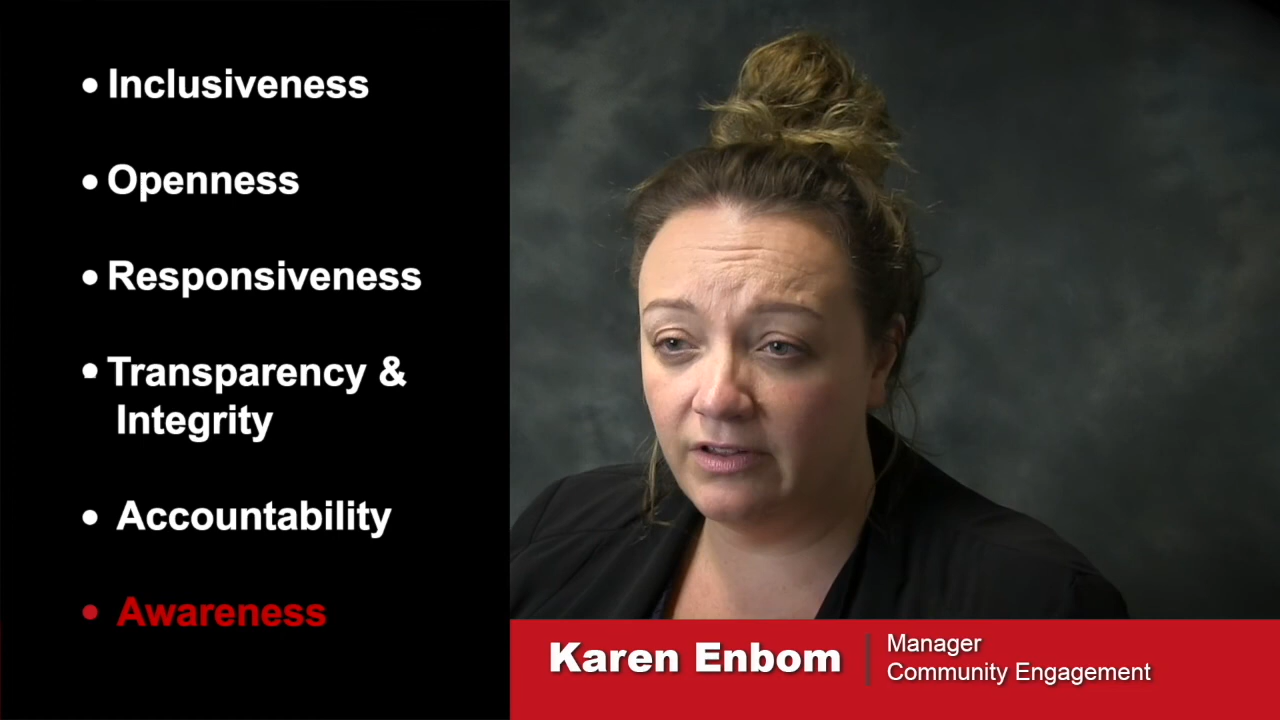 • Inclusiveness
• Openness
• Responsiveness
• Transparency &
Integrity
• Accountability
• Awareness
Karen Enbom
Manager
Community Engagement